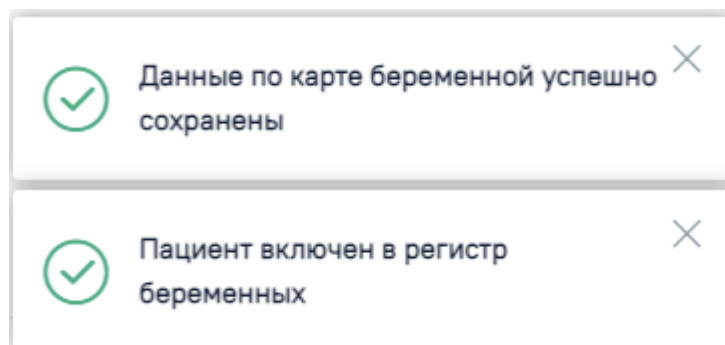 Данные по карте беременной успешно
сохранены
Пациент включен в регистр
беременных